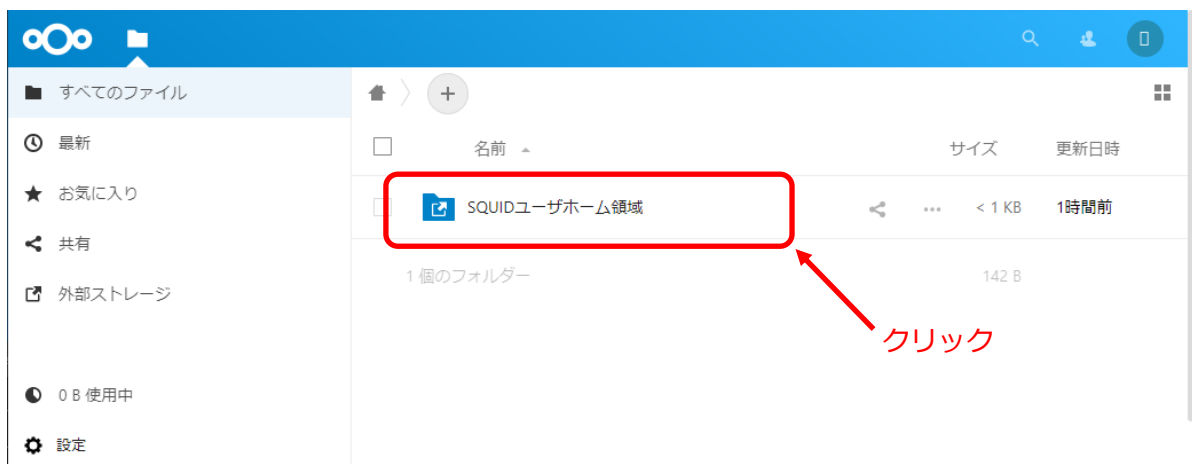 すべてのファイル
最新
お気に入り
共有
外部ストレージ
0 B 使用中
設定
名前 サイズ 更新日時
SQUIDユーザホーム領域 < 1 KB 1時間前
1 個のフォルダー 142 B
クリック